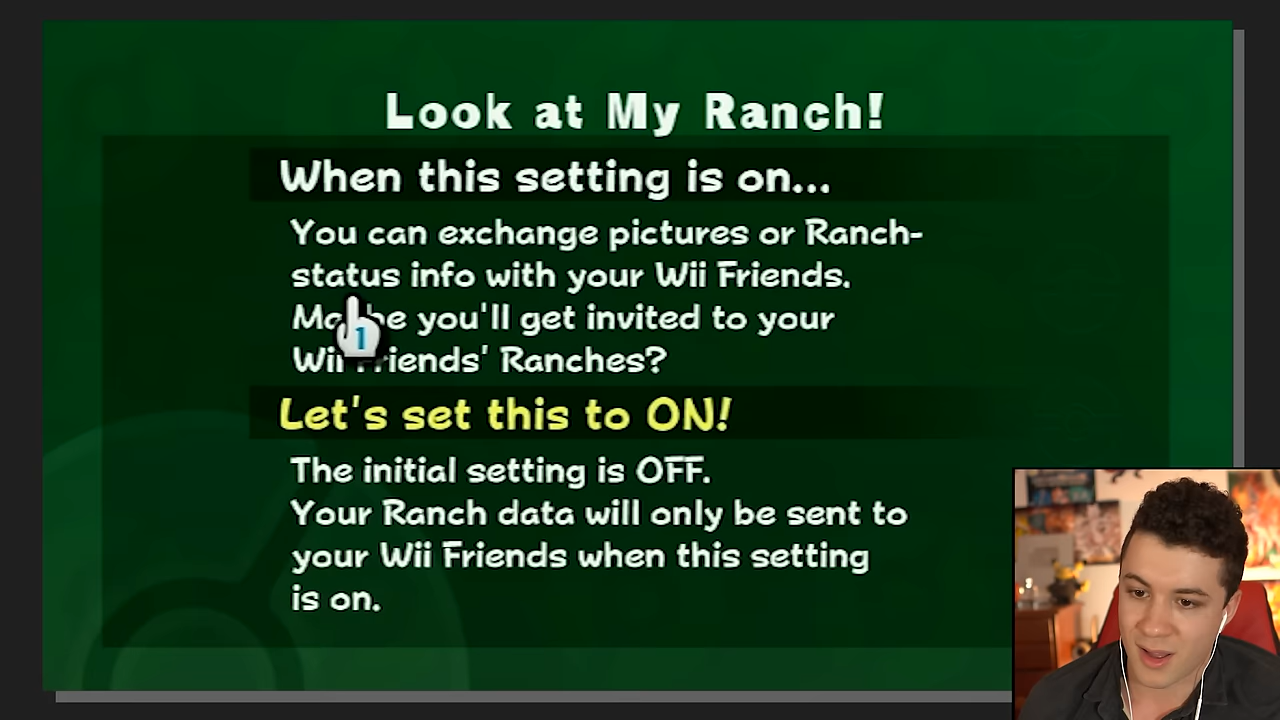 Look at My Ranch!
When this setting is on...
You can exchange pictures or Ranch-
status info with your Wii Friends.
you'll get invited to your
Friends' Ranches?
Let's set this to ON!
The initial setting is OFF.
Your Ranch data will only be sent to
your Wii Friends when this setting
is on.
1